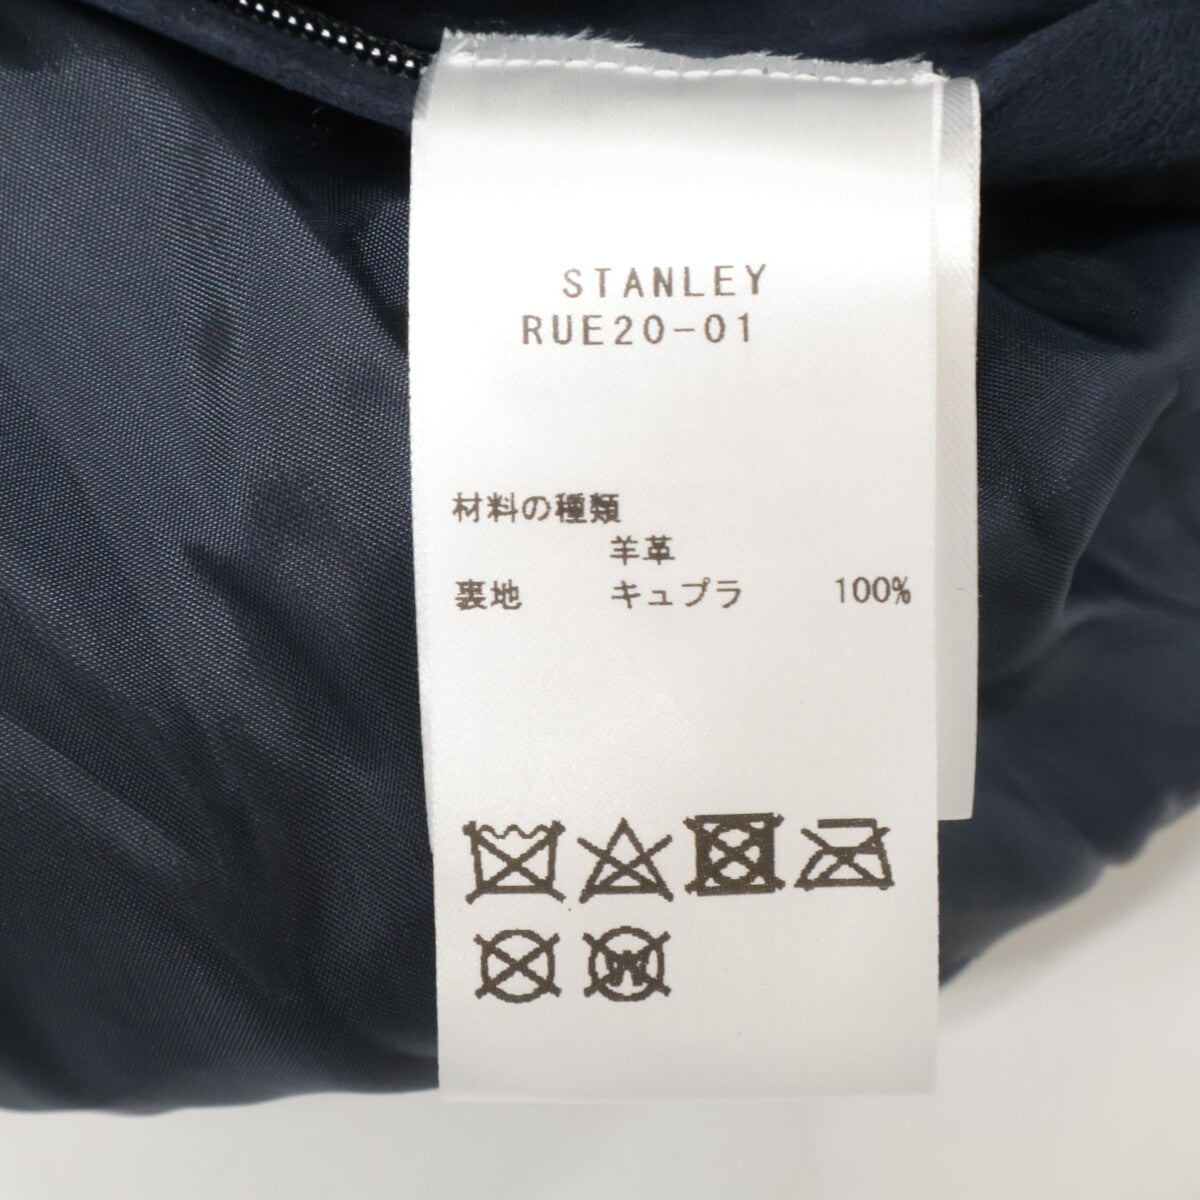 STANLEY
RUE20-01
材料の種類
羊革
裏地 キュプラ 100%
W